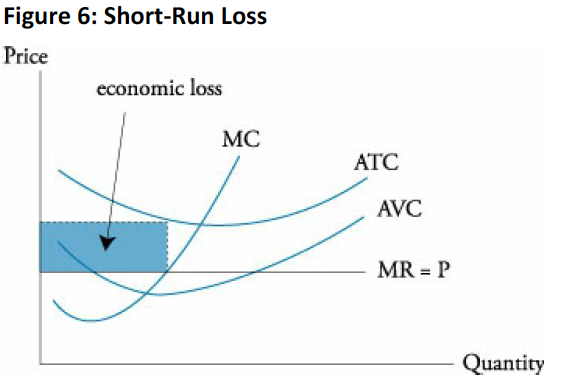 Figure 6: Short-Run Loss
Price
economic loss
MC
ATC
AVC
MR = P
Quantity